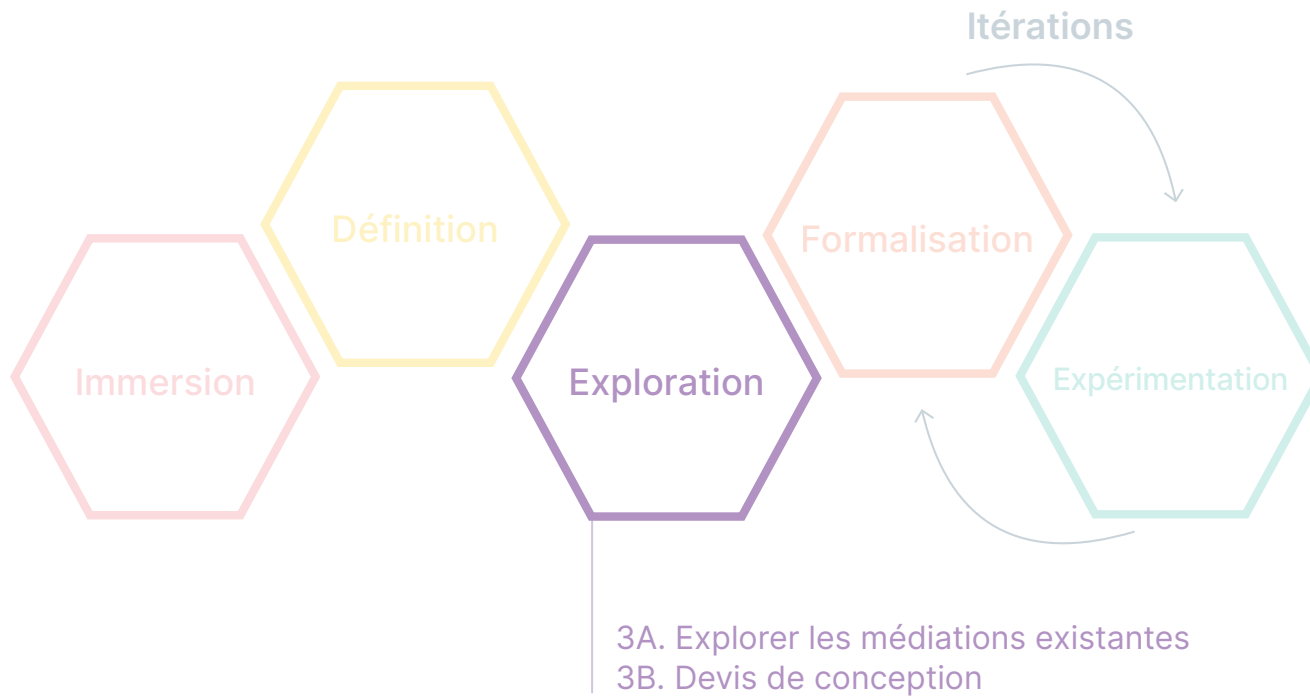 Itérations
Définition
Formalisation
Immersion
Exploration
Expérimentation
3A. Explorer les médiations existantes
3B. Devis de conception